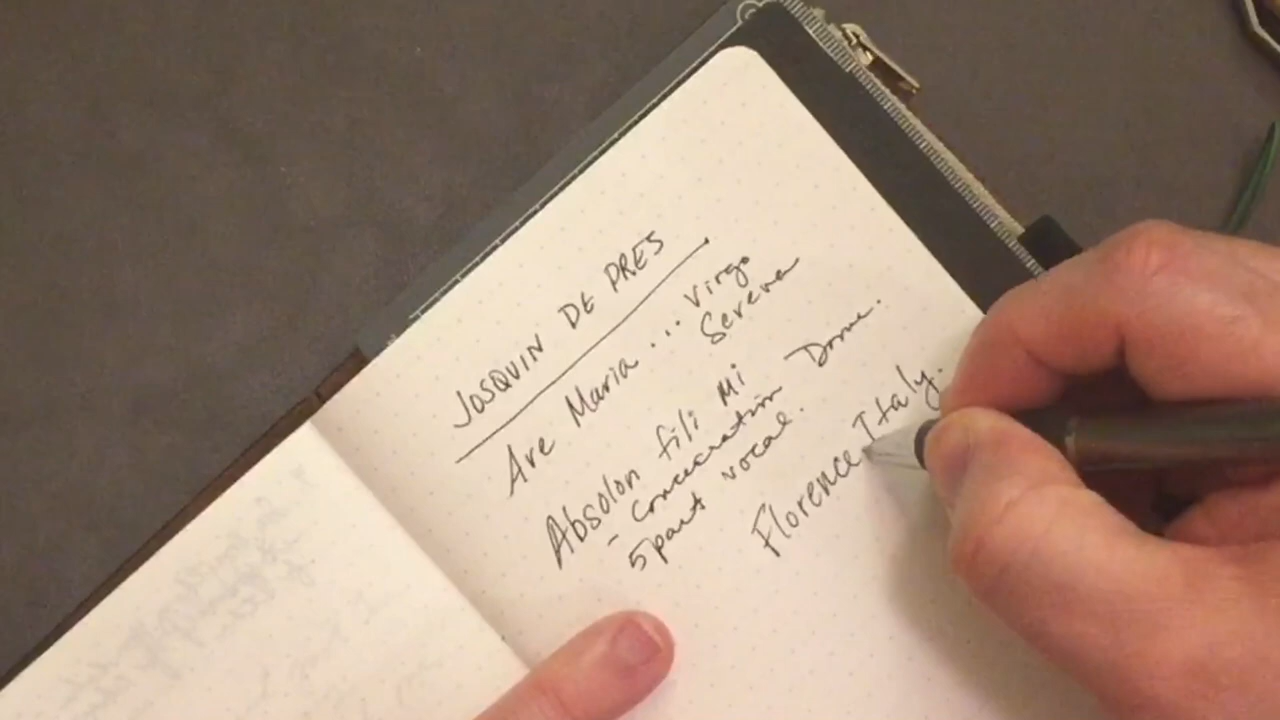 JOSQUIN DE PRES
Ave Maria ... Virgo
Serena
Absolon fili Mi
- Consecration Dome.
5 part vocal.
Florence Italy.